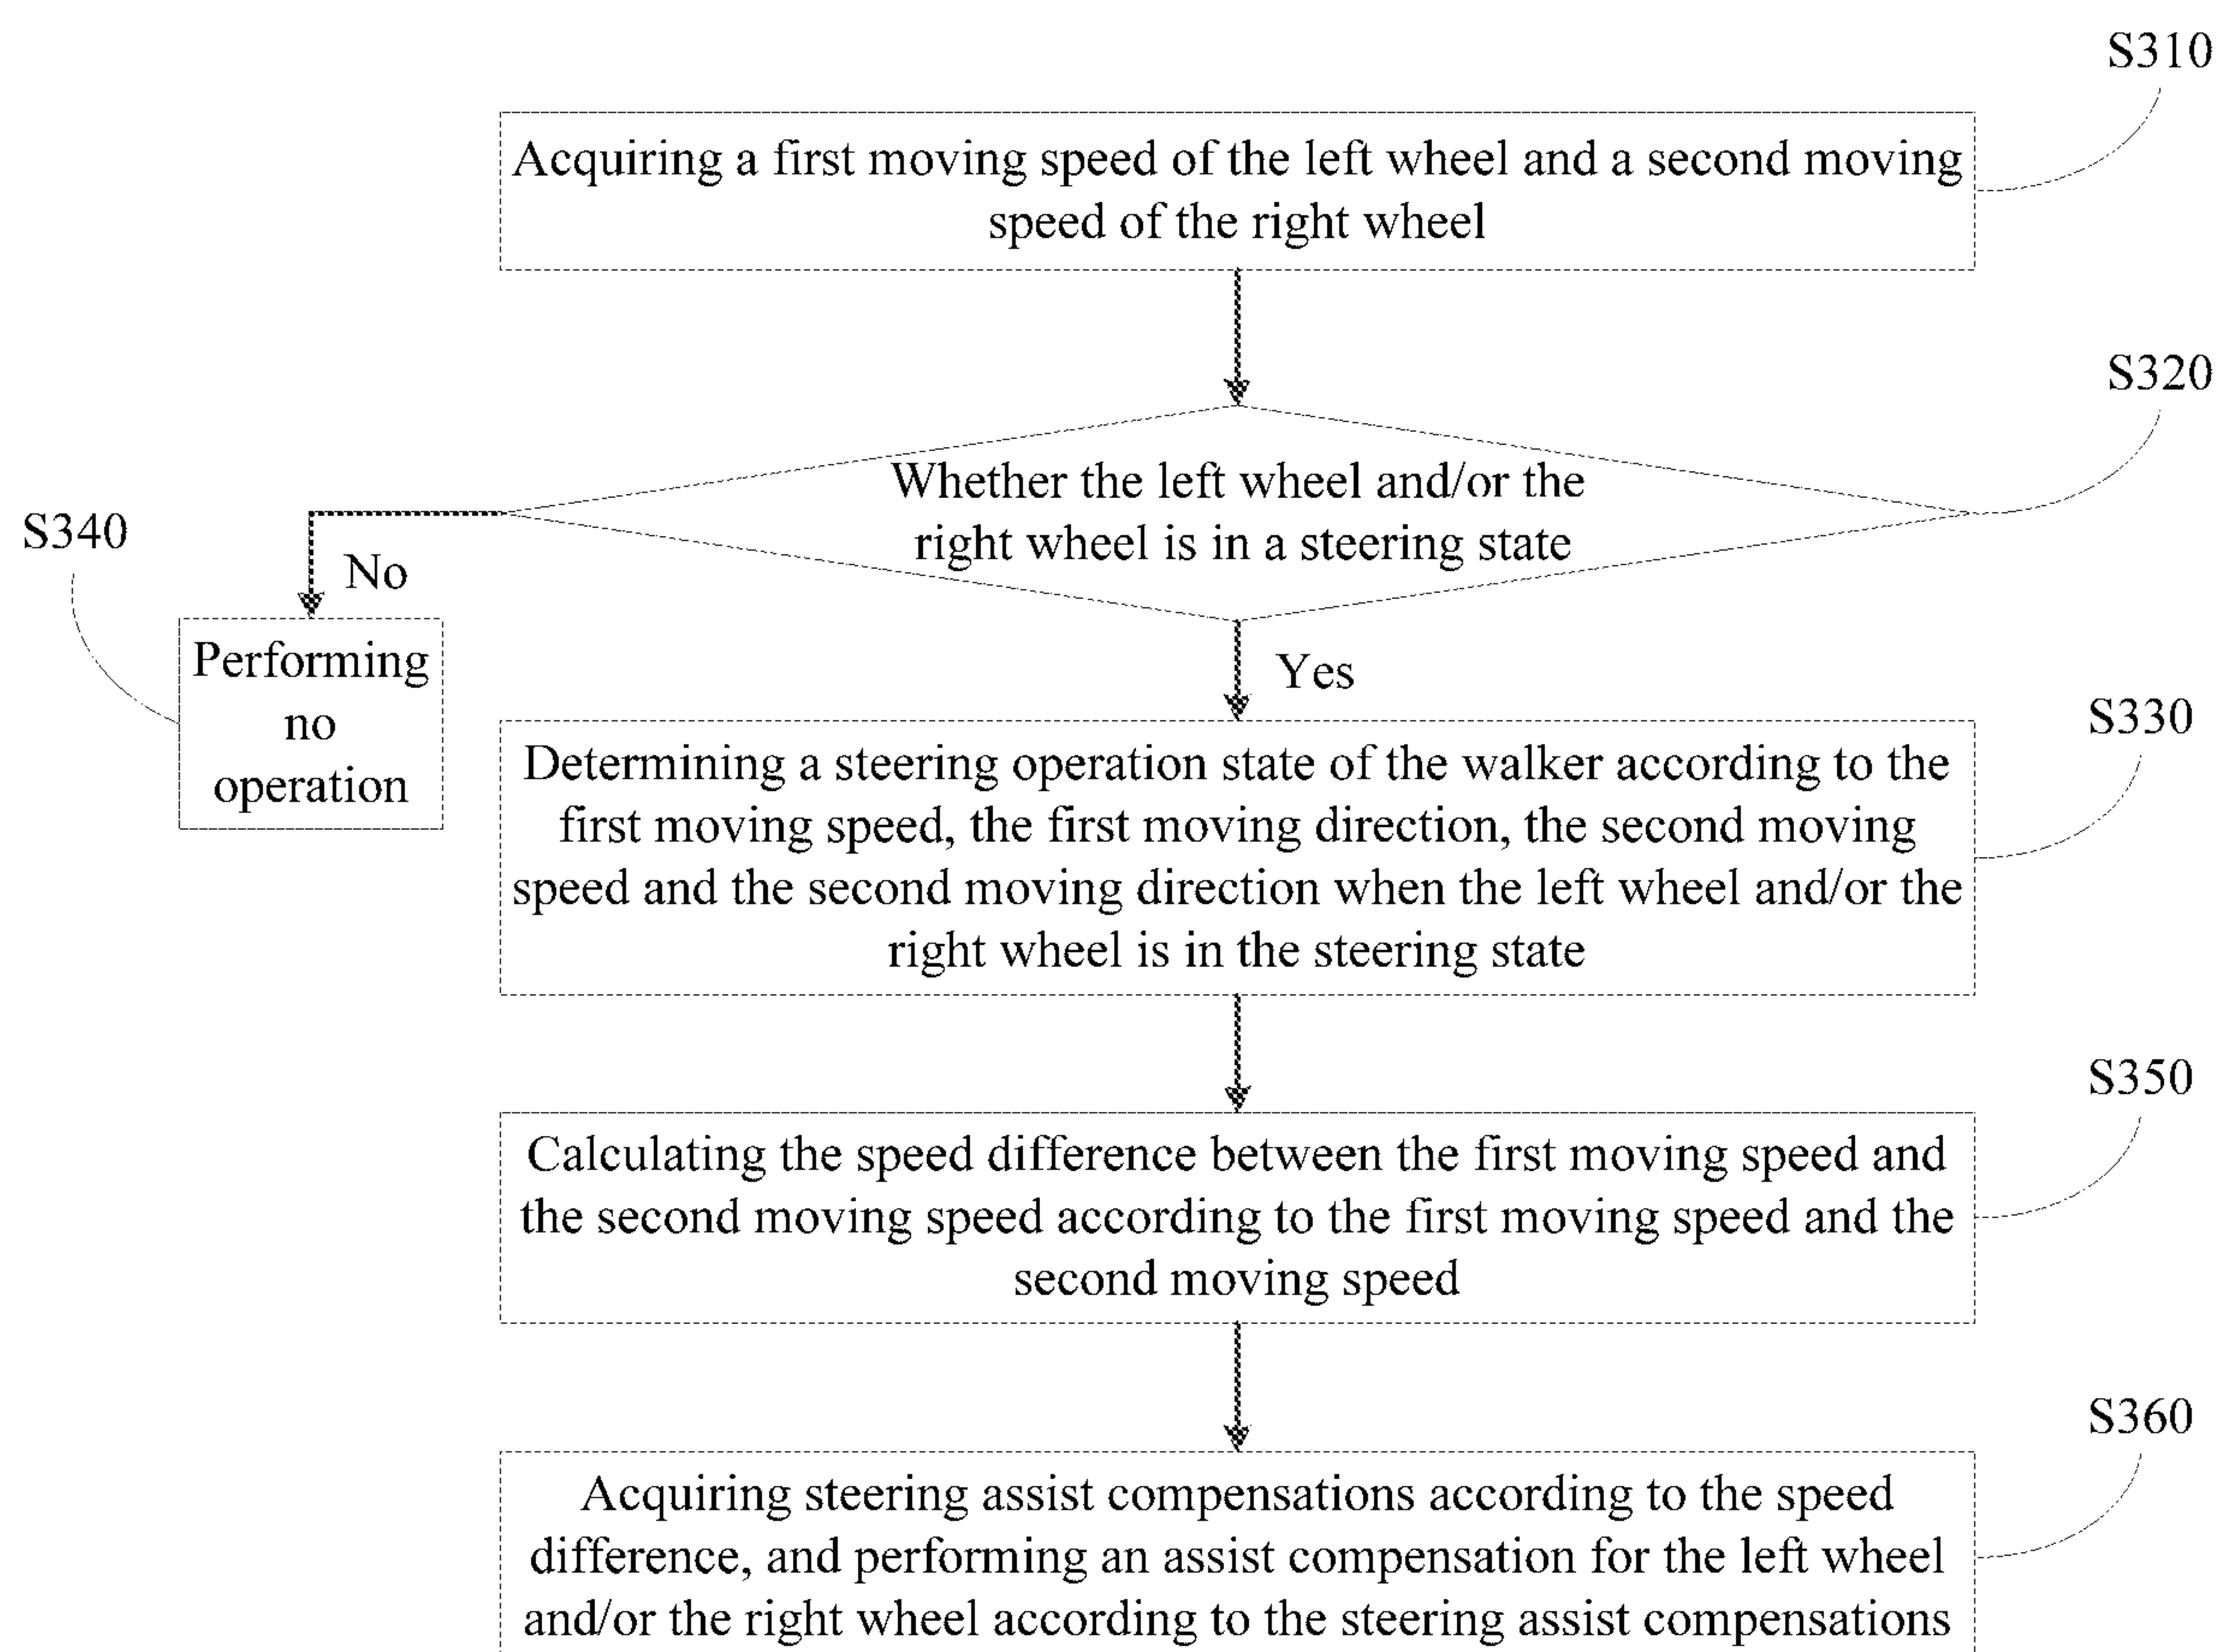 S310
Acquiring a first moving speed of the left wheel and a second moving
speed of the right wheel
S320
Whether the left wheel and/or the
right wheel is in a steering state
S340
No
Performing
no
operation
Yes
S330
Determining a steering operation state of the walker according to the
first moving speed, the first moving direction, the second moving
speed and the second moving direction when the left wheel and/or the
right wheel is in the steering state
S350
Calculating the speed difference between the first moving speed and
the second moving speed according to the first moving speed and the
second moving speed
S360
Acquiring steering assist compensations according to the speed
difference, and performing an assist compensation for the left wheel
and/or the right wheel according to the steering assist compensations